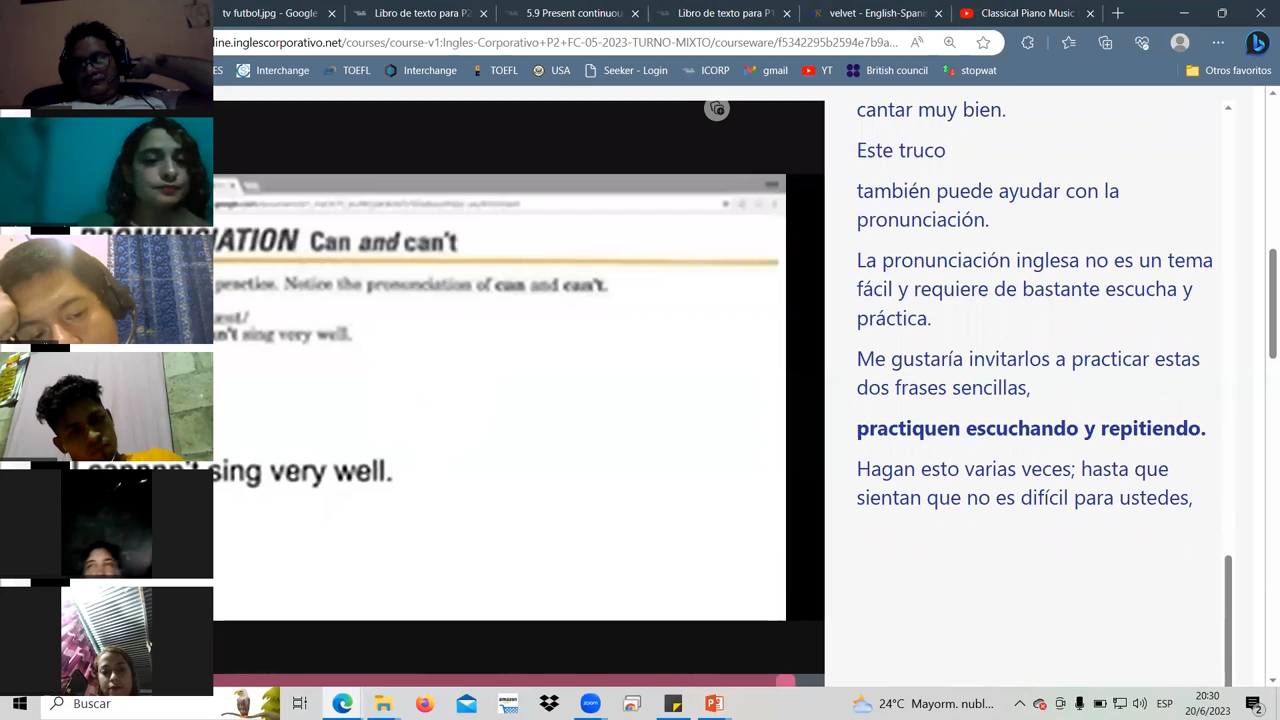 tv futbol.jpg - Google
Libro de texto para P2
5.9 Present continuou
Libro de texto para P1
velvet - English-Span
line.inglescorporativo.net/courses/course-v1:Ingles-Corporativo+P2+FC-05-2023-TURNO-MIXTO/courseware/f5342295b2594e7b9a...
ES
Interchange
TOEFL
Interchange
TOEFL
USA
Seeker - Login
ICORP
gmail
YT
British council
stopwat
Otros favoritos
cantar muy bien.
Este truco
también puede ayudar con la
pronunciación.
La pronunciación inglesa no es un tema
fácil y requiere de bastante escucha y
práctica.
Me gustaría invitarlos a practicar estas
dos frases sencillas,
practiquen escuchando y repitiendo.
Hagan esto varias veces; hasta que
sientan que no es difícil para ustedes,
PRONUNCIATION Can and can't
practice. Notice the pronunciation of can and can't.
sing very well.
sing very well.
Buscar
24°C Mayorm. nubl...
ESP
20:30
20/6/2023
2